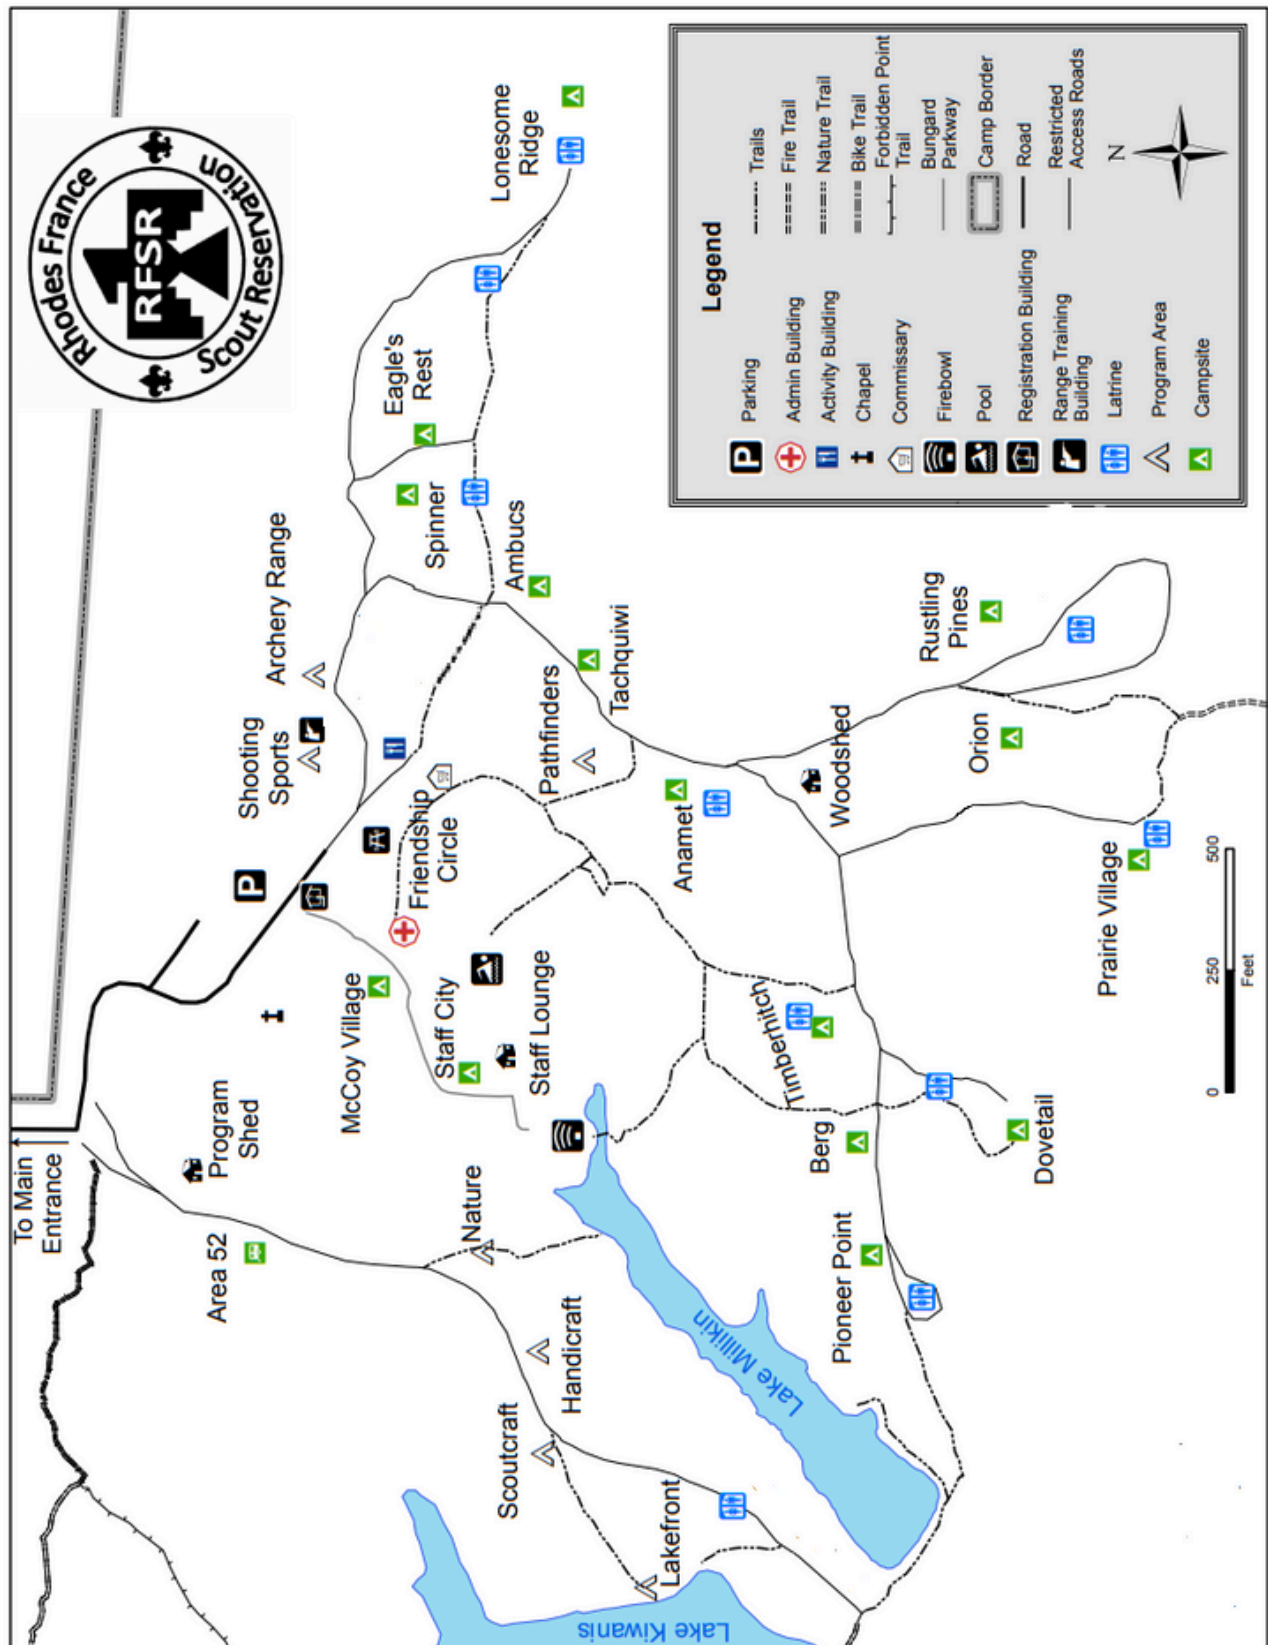 Rhodes France
RFSR
Scout Reservation
Lonesome
Ridge
Eagle's
Rest
Spinner
Ambucs
Archery Range
Tachquiwi
Shooting
Sports
Pathfinders
Friendship
Circle
P
Anamet
Woodshed
Rustling
Pines
Orion
Prairie Village
McCoy Village
Staff City
Staff Lounge
Timberhitch
Berg
Dovetail
Pioneer Point
Program
Shed
To Main
Entrance
Area 52
Nature
Handicraft
Scoutcraft
Lakefront
Lake Millikin
Lake Kiwanis
0
250
500
Feet
Legend
P
Parking
Admin Building
Activity Building
Chapel
Commissary
Firebowl
Pool
Registration Building
Range Training
Building
Latrine
Program Area
Campsite
Trails
Fire Trail
Nature Trail
Bike Trail
Forbidden Point
Trail
Bungard
Parkway
Camp Border
Road
Restricted
Access Roads
N